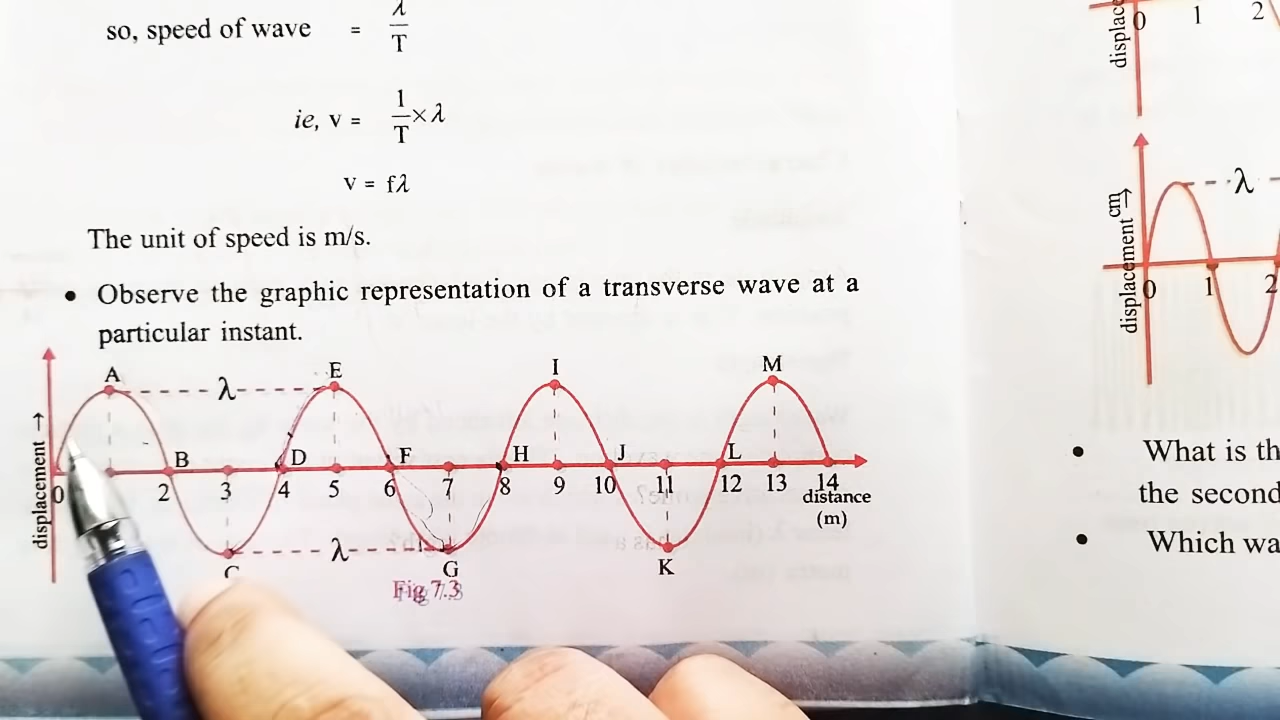 so, speed of wave = λ/T
ie, v = 1/T × λ
v = fλ
The unit of speed is m/s.
• Observe the graphic representation of a transverse wave at a
particular instant.
A λ E I M
displacement →
B D F H J L
0 2 3 4 5 6 7 8 9 10 11 12 13 14
distance
(m)
C λ G K
Fig 7.3
0 1 2
displace
λ
displacement cm →
0 1 2
• What is th
the second
• Which wa